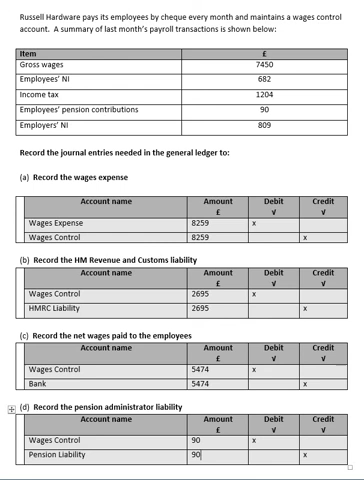 Russell Hardware pays its employees by cheque every month and maintains a wages control
account. A summary of last month's payroll transactions is shown below:
Item £
Gross wages 7450
Employees' NI 682
Income tax 1204
Employees' pension contributions 90
Employers' NI 809
Record the journal entries needed in the general ledger to:
(a) Record the wages expense
Account name Amount Debit Credit
£ √ √
Wages Expense 8259 x
Wages Control 8259 x
(b) Record the HM Revenue and Customs liability
Account name Amount Debit Credit
£ √ √
Wages Control 2695 x
HMRC Liability 2695 x
(c) Record the net wages paid to the employees
Account name Amount Debit Credit
£ √ √
Wages Control 5474 x
Bank 5474 x
(d) Record the pension administrator liability
Account name Amount Debit Credit
£ √ √
Wages Control 90 x
Pension Liability 90 x